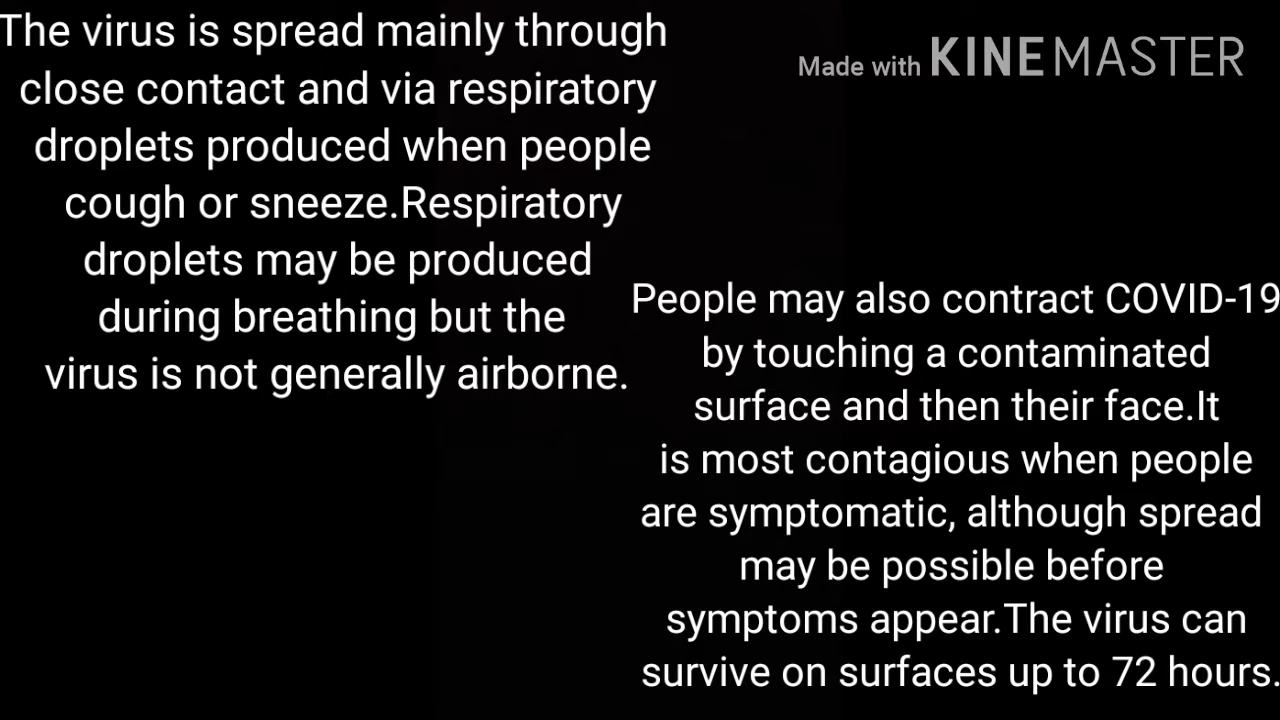 The virus is spread mainly through
close contact and via respiratory
droplets produced when people
cough or sneeze.Respiratory
droplets may be produced
during breathing but the
virus is not generally airborne.
Made with KINEMASTER
People may also contract COVID-19
by touching a contaminated
surface and then their face.It
is most contagious when people
are symptomatic, although spread
may be possible before
symptoms appear.The virus can
survive on surfaces up to 72 hours.